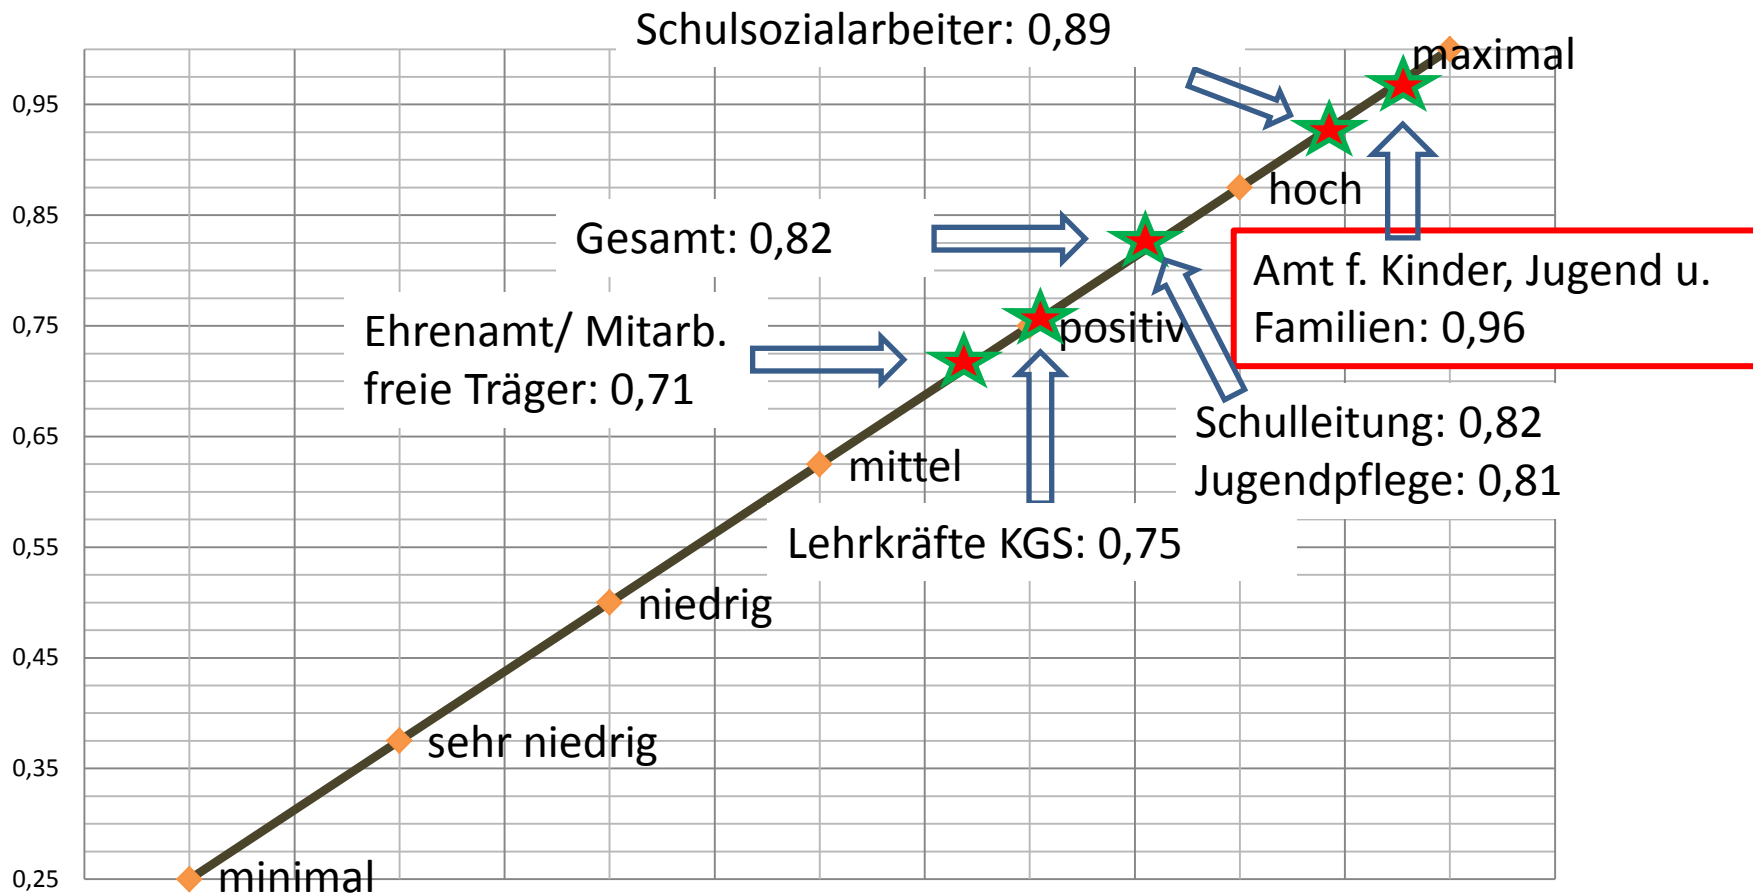 Schulsozialarbeiter: 0,89
maximal
0,95
hoch
0,85
Gesamt: 0,82
Amt f. Kinder, Jugend u.
Familien: 0,96
0,75
Ehrenamt/ Mitarb.
freie Träger: 0,71
positiv
Schulleitung: 0,82
Jugendpflege: 0,81
0,65
mittel
Lehrkräfte KGS: 0,75
0,55
niedrig
0,45
sehr niedrig
0,35
0,25
minimal